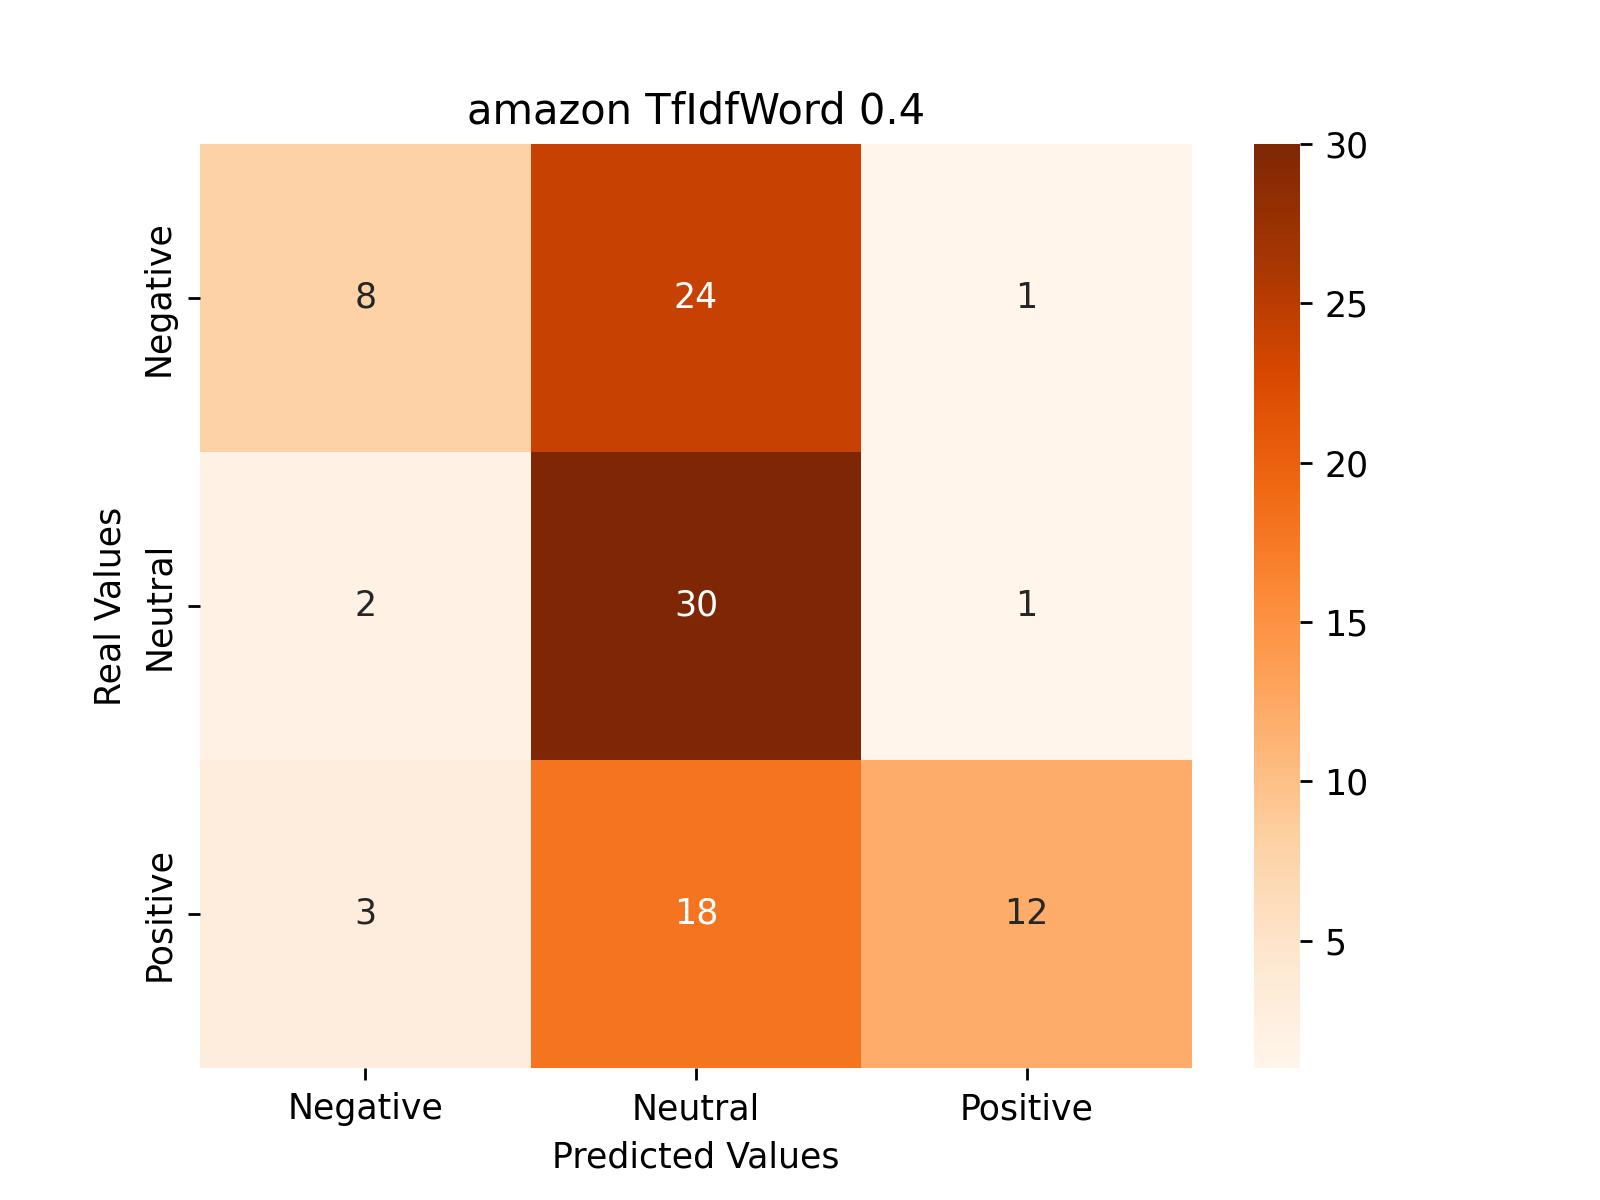 amazon TfIdfWord 0.4
Real Values
Negative
8
24
1
Neutral
2
30
1
Positive
3
18
12
Negative
Neutral
Positive
Predicted Values
30
25
20
15
10
5